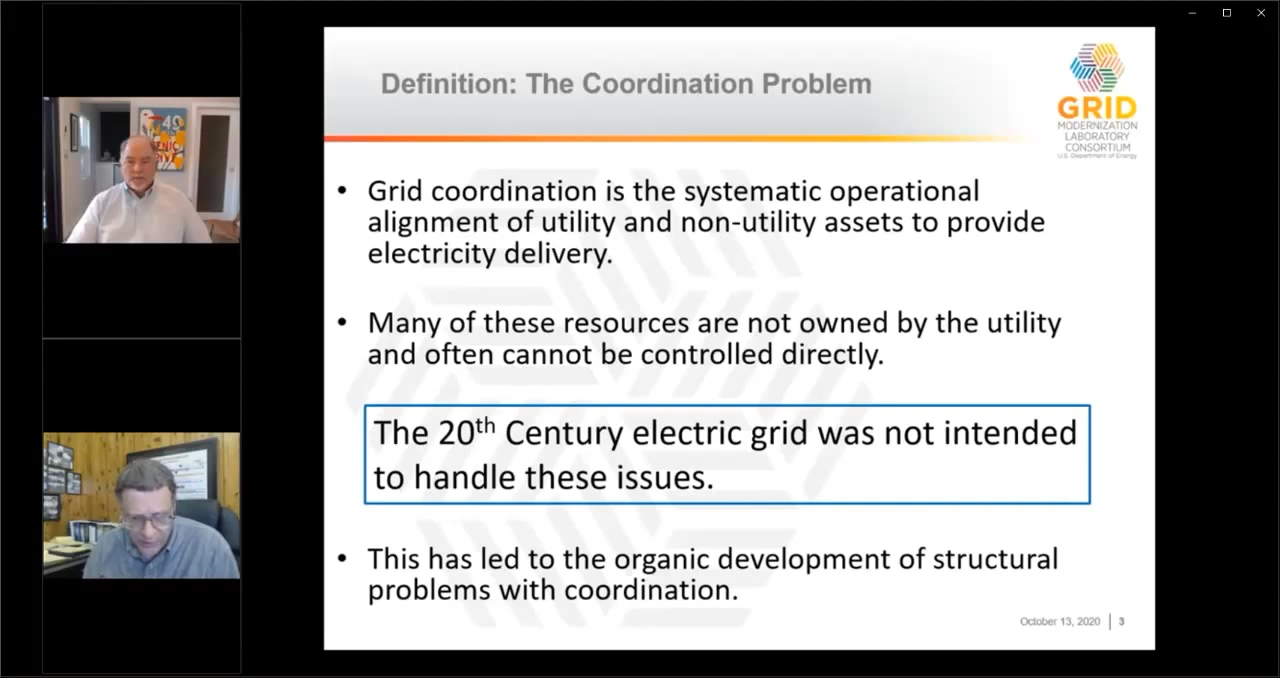 Definition: The Coordination Problem
GRID
MODERNIZATION
LABORATORY
CONSORTIUM
U.S. Department of Energy
• Grid coordination is the systematic operational
alignment of utility and non-utility assets to provide
electricity delivery.
• Many of these resources are not owned by the utility
and often cannot be controlled directly.
The 20th Century electric grid was not intended
to handle these issues.
• This has led to the organic development of structural
problems with coordination.
October 13, 2020 | 3
49